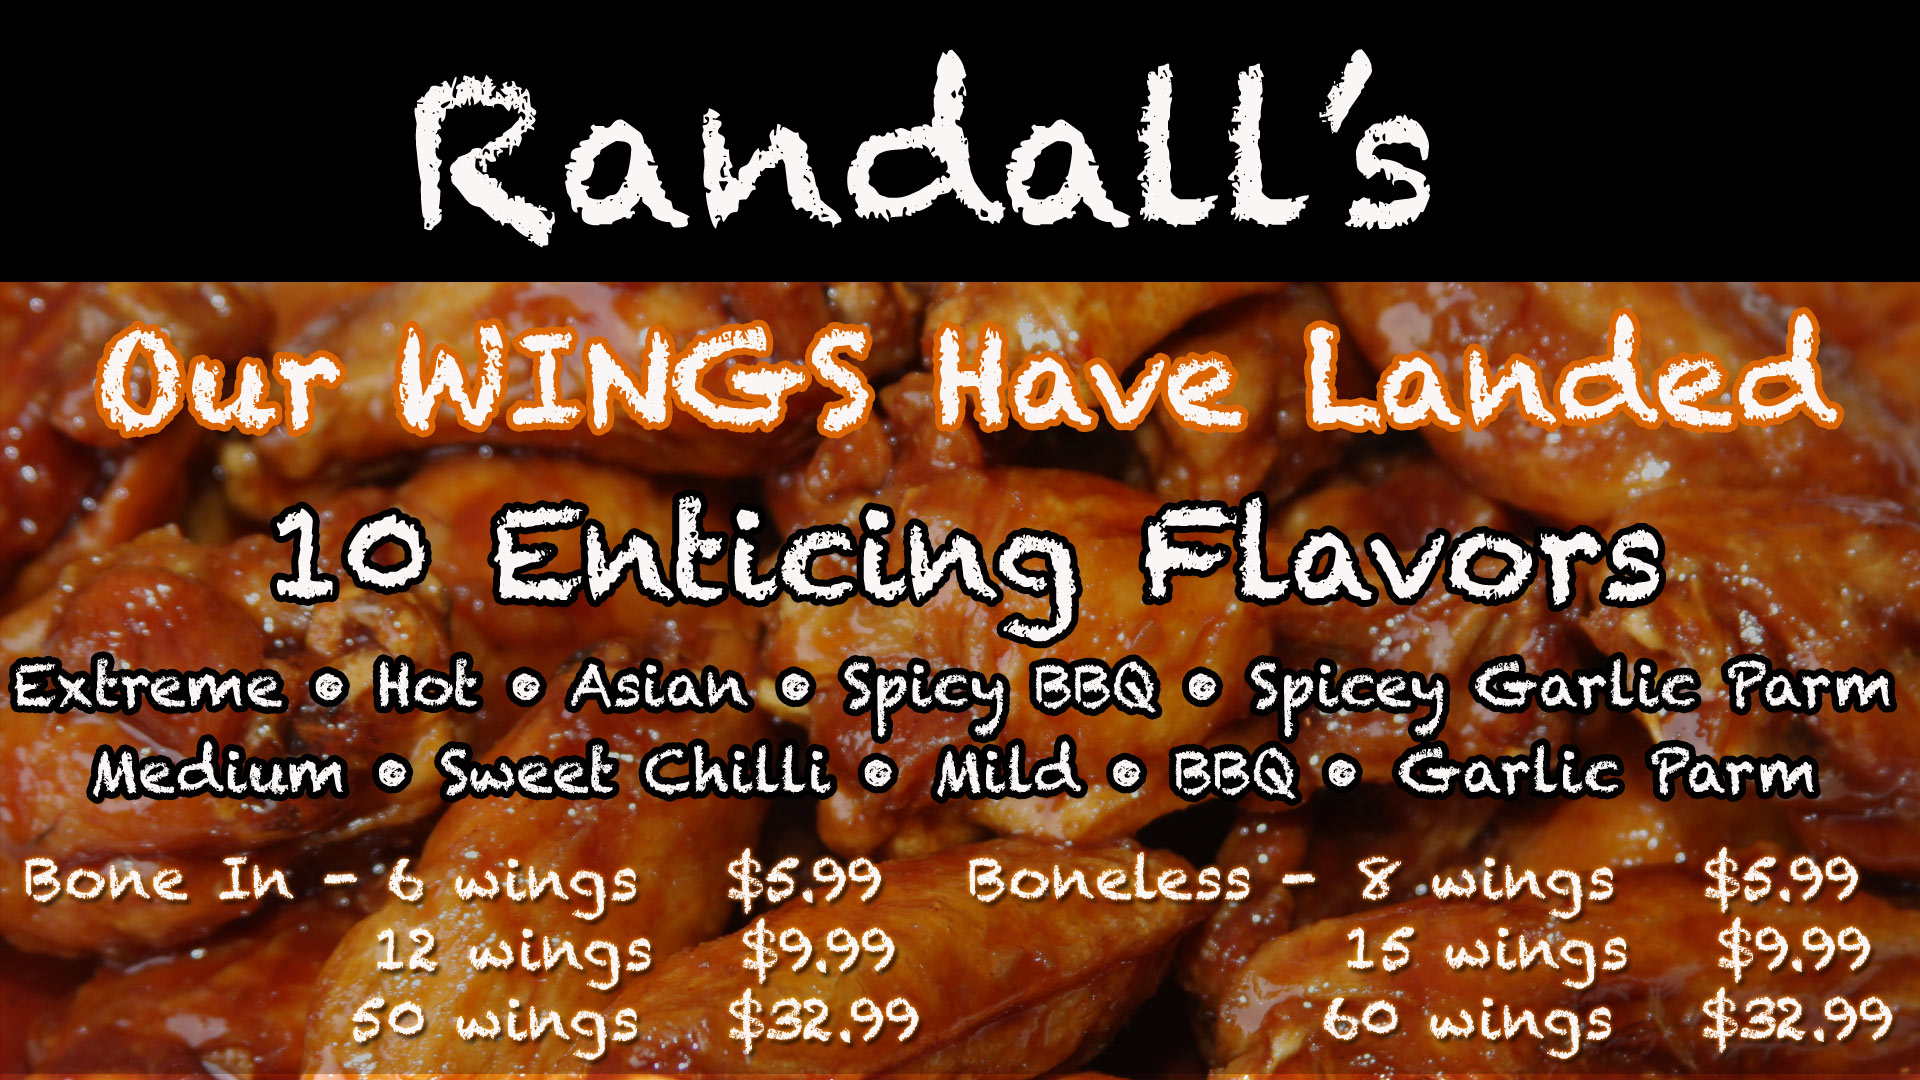 Randall's
Our WINGS Have Landed
10 Enticing Flavors
Extreme • Hot • Asian • Spicy BBQ • Spicey Garlic Parm
Medium • Sweet Chilli • Mild • BBQ • Garlic Parm
Bone In - 6 wings $5.99 Boneless - 8 wings $5.99
12 wings $9.99 15 wings $9.99
50 wings $32.99 60 wings $32.99